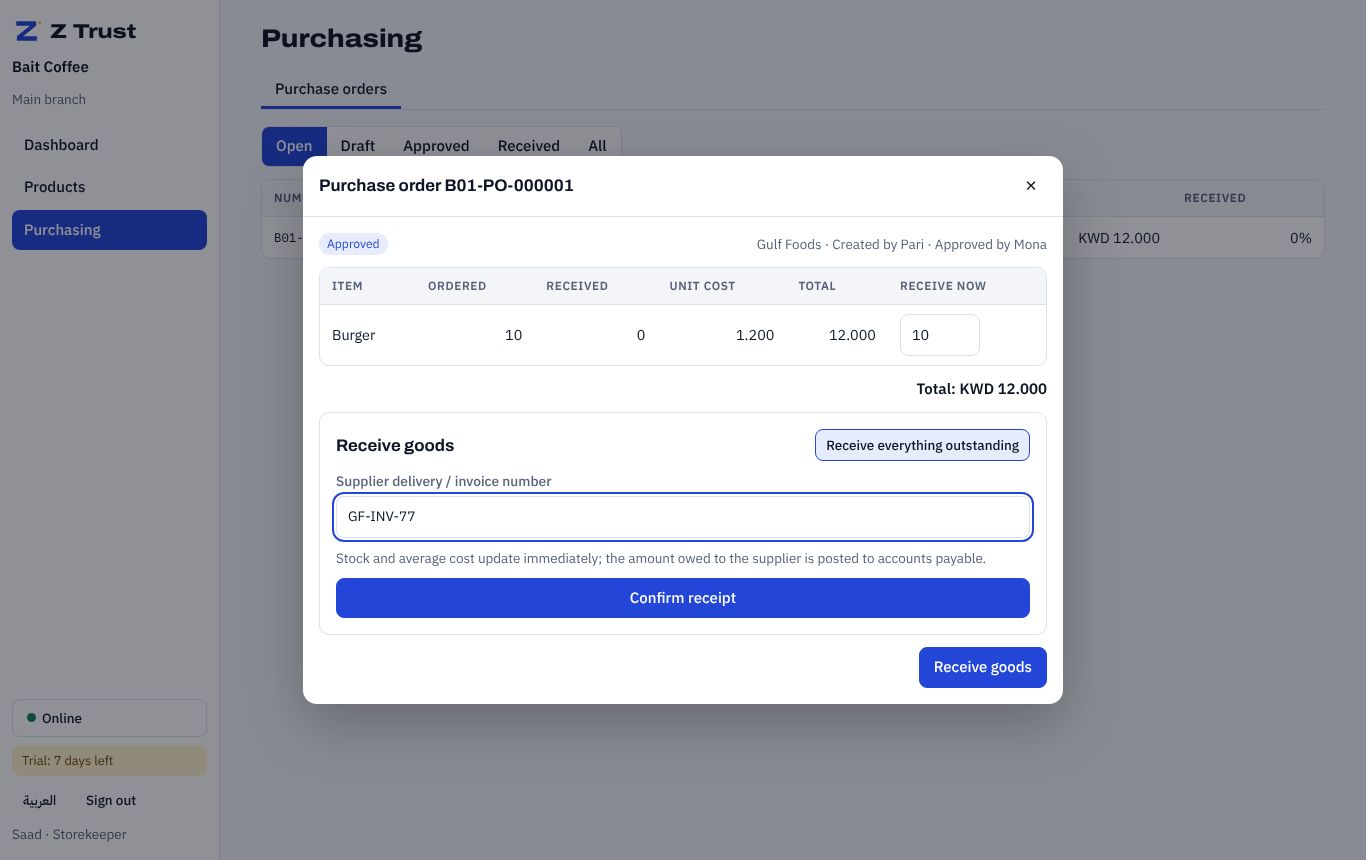 Z Trust
Bait Coffee
Main branch
Dashboard
Products
Purchasing
Online
Trial: 7 days left
العربية Sign out
Saad · Storekeeper
Purchasing
Purchase orders
Open Draft Approved Received All
NUM RECEIVED
B01- KWD 12.000 0%
Purchase order B01-PO-000001 ✕
Approved Gulf Foods · Created by Pari · Approved by Mona
ITEM ORDERED RECEIVED UNIT COST TOTAL RECEIVE NOW
Burger 10 0 1.200 12.000 10
Total: KWD 12.000
Receive goods Receive everything outstanding
Supplier delivery / invoice number
GF-INV-77
Stock and average cost update immediately; the amount owed to the supplier is posted to accounts payable.
Confirm receipt
Receive goods